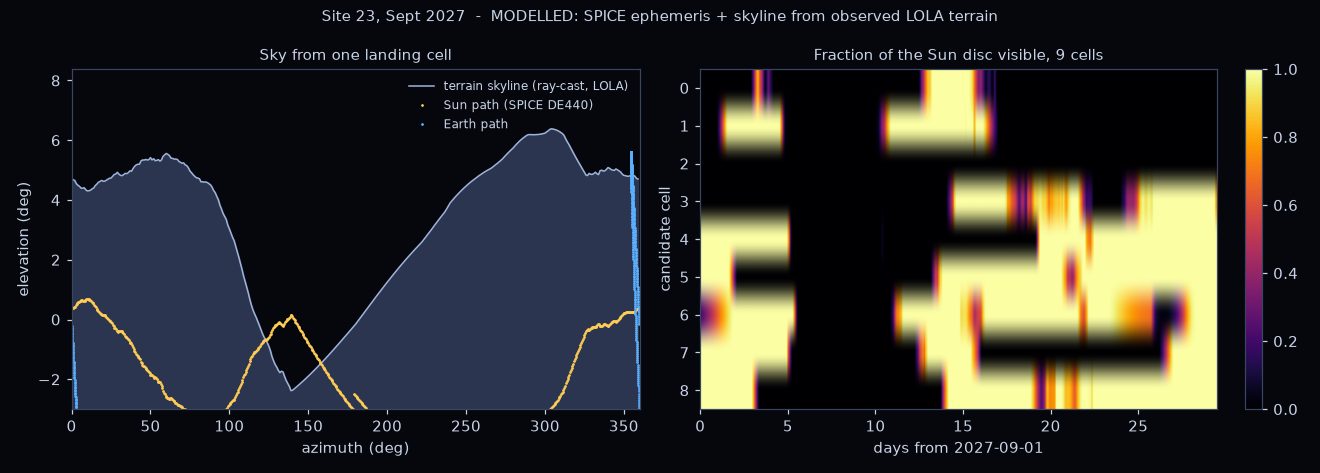 Site 23, Sept 2027 - MODELLED: SPICE ephemeris + skyline from observed LOLA terrain
Sky from one landing cell
terrain skyline (ray-cast, LOLA)
Sun path (SPICE DE440)
Earth path
elevation (deg)
8
6
4
2
0
−2
0 50 100 150 200 250 300 350
azimuth (deg)
Fraction of the Sun disc visible, 9 cells
candidate cell
0
1
2
3
4
5
6
7
8
0 5 10 15 20 25
days from 2027-09-01
1.0
0.8
0.6
0.4
0.2
0.0